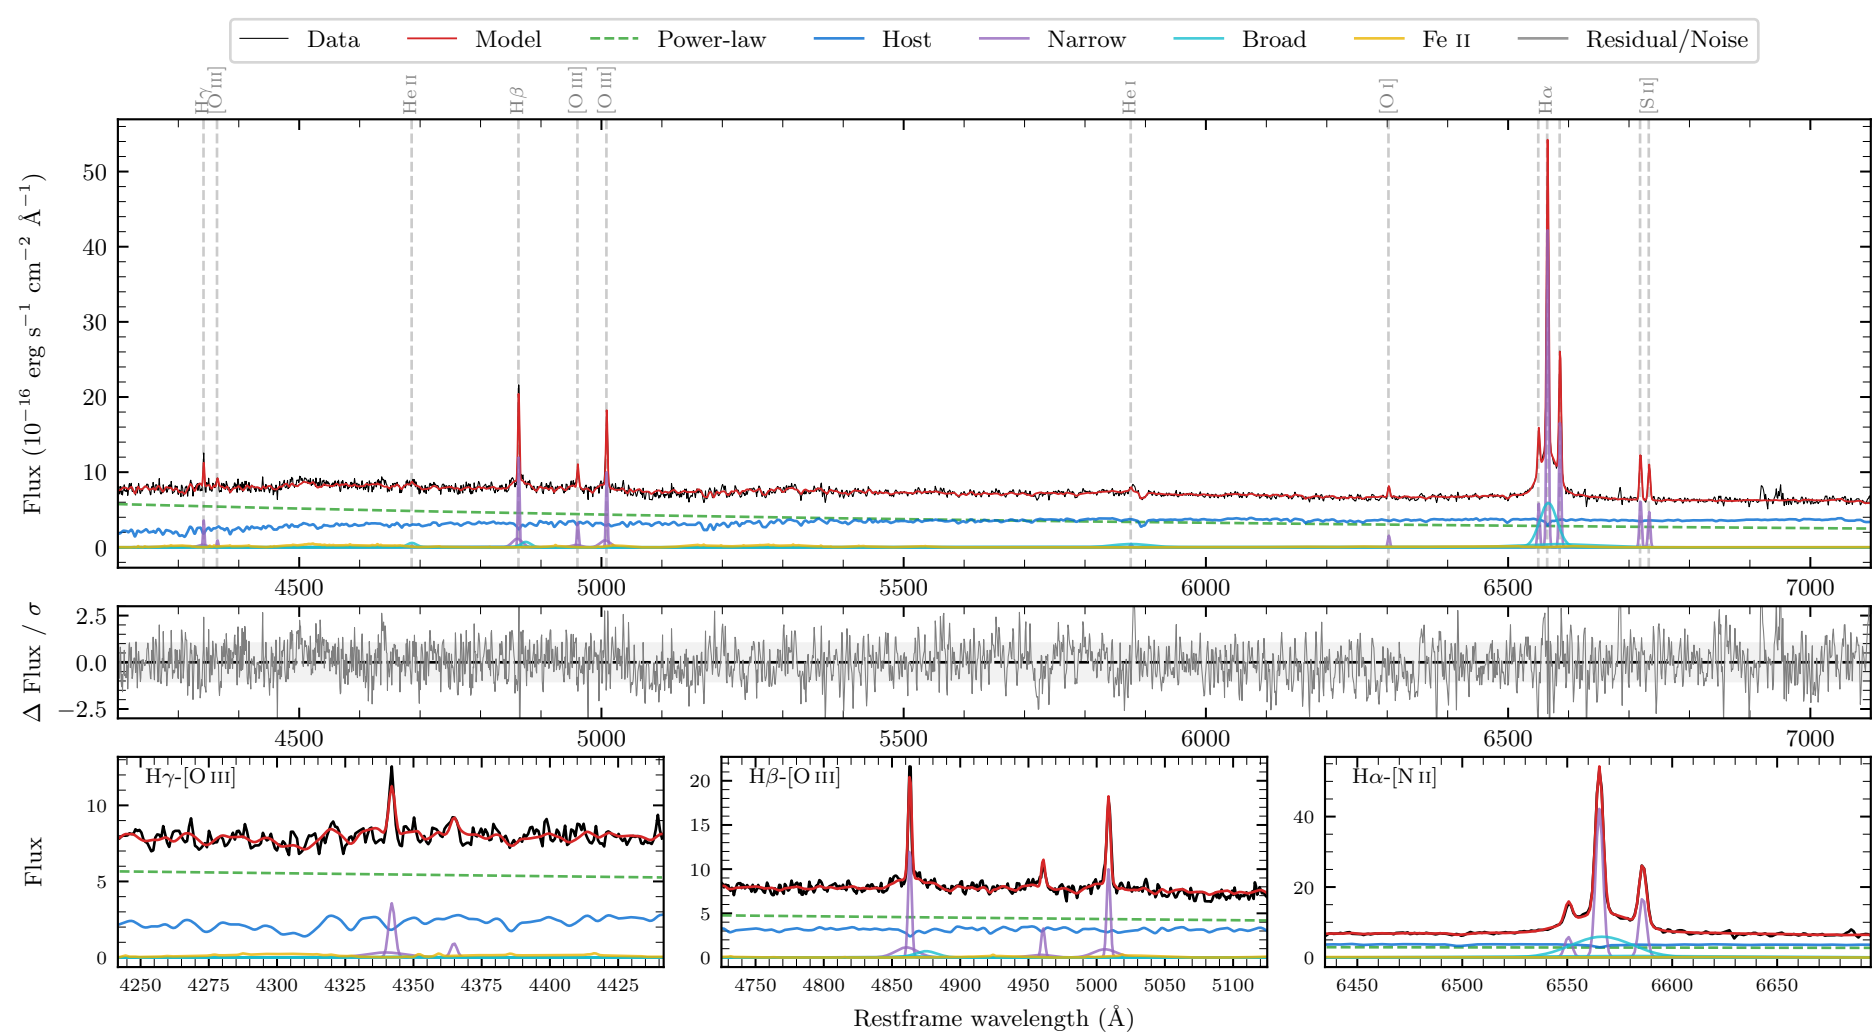 Data Model Power-law Host Narrow Broad Fe II Residual/Noise
Hγ [O III] He II Hβ [O III] [O III] He I [O I] Hα [S II]
Flux (10−16 erg s−1 cm−2 Å−1)
50
40
30
20
10
0
4500 5000 5500 6000 6500 7000
Δ Flux / σ
2.5
0.0
−2.5
4500 5000 5500 6000 6500 7000
Flux
Hγ-[O III]
10
5
0
4250 4275 4300 4325 4350 4375 4400 4425
Hβ-[O III]
20
15
10
5
0
4750 4800 4850 4900 4950 5000 5050 5100
Hα-[N II]
40
20
0
6450 6500 6550 6600 6650
Restframe wavelength (Å)